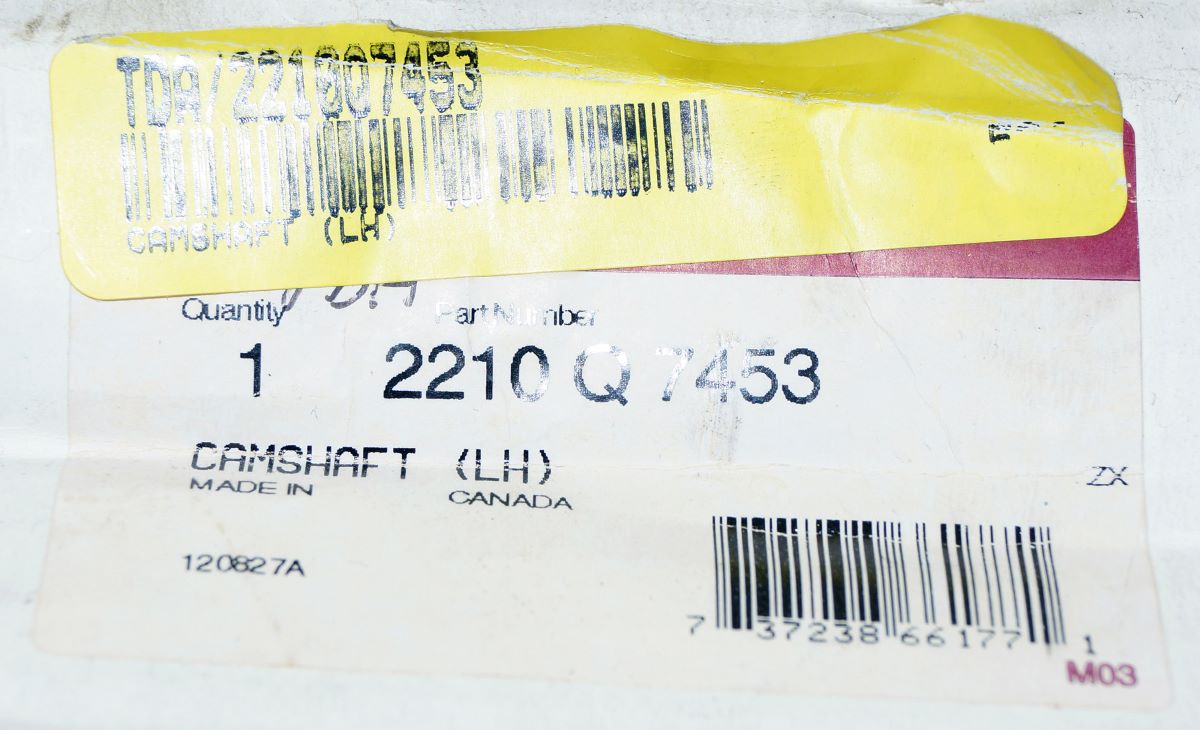 TDA/2210Q7453
CAMSHAFT (LH)
TDA
Quantity Part Number
1 2210 Q 7453
CAMSHAFT (LH)
ZX
MADE IN CANADA
120827A
7 37238 66177 1
M03